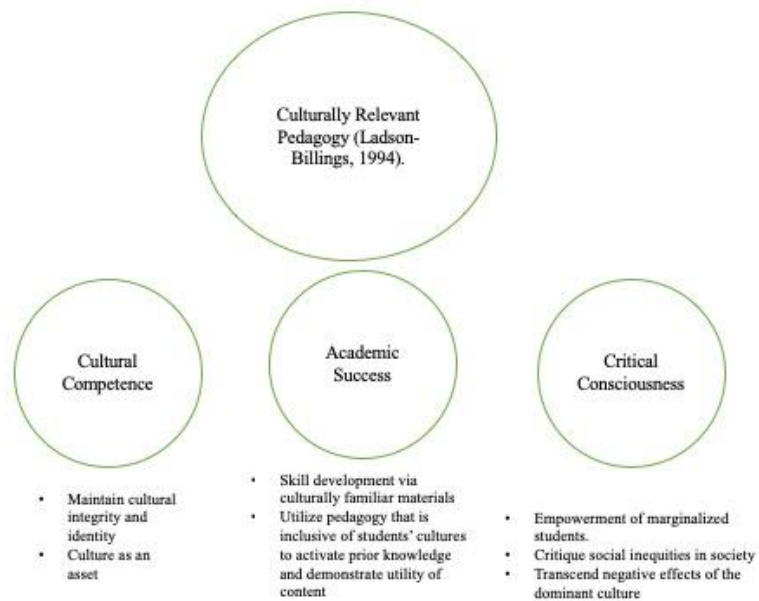 Culturally Relevant
Pedagogy (Ladson-
Billings, 1994).
Cultural
Competence
Academic
Success
Critical
Consciousness
• Maintain cultural
integrity and
identity
• Culture as an
asset
• Skill development via
culturally familiar materials
• Utilize pedagogy that is
inclusive of students' cultures
to activate prior knowledge
and demonstrate utility of
content
• Empowerment of marginalized
students.
• Critique social inequities in society
• Transcend negative effects of the
dominant culture